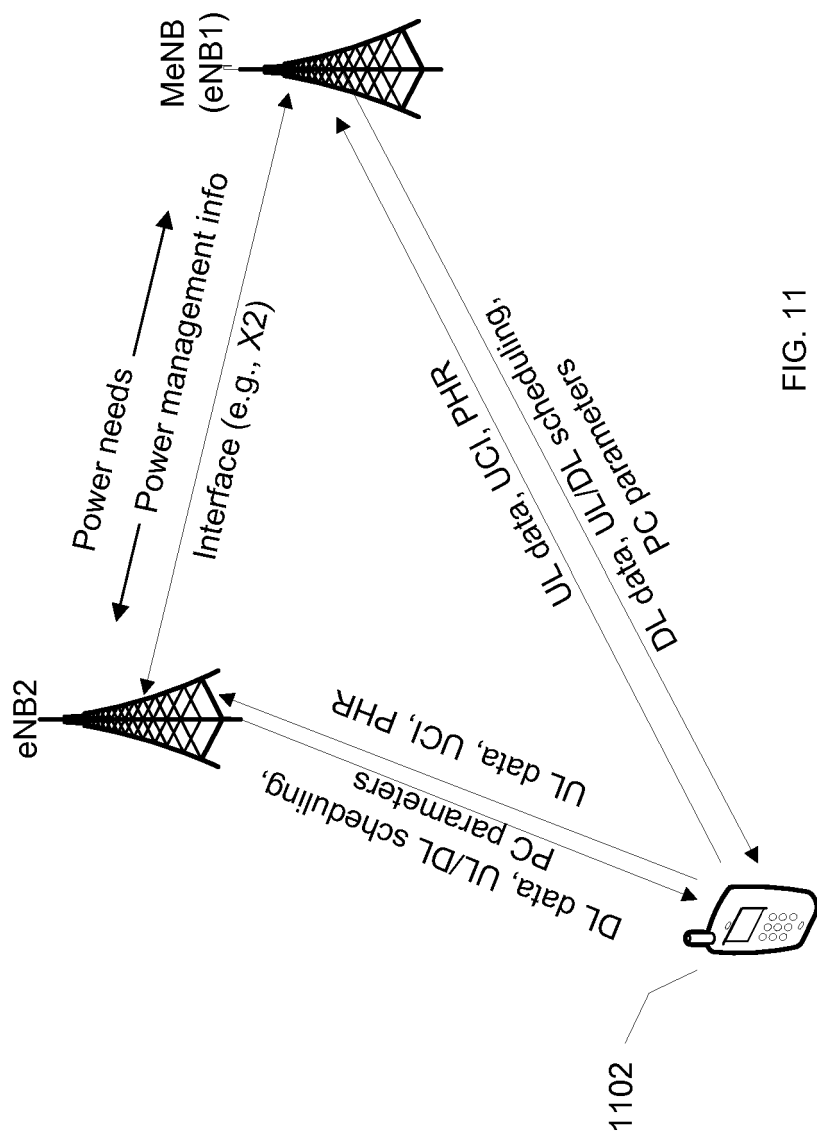 MeNB
(eNB1)
Power needs
Power management info
Interface (e.g., X2)
eNB2
UL data, UCI, PHR
DL data, UL/DL scheduling,
PC parameters
UL data, UCI, PHR
DL data, UL/DL scheduling,
PC parameters
1102
FIG. 11